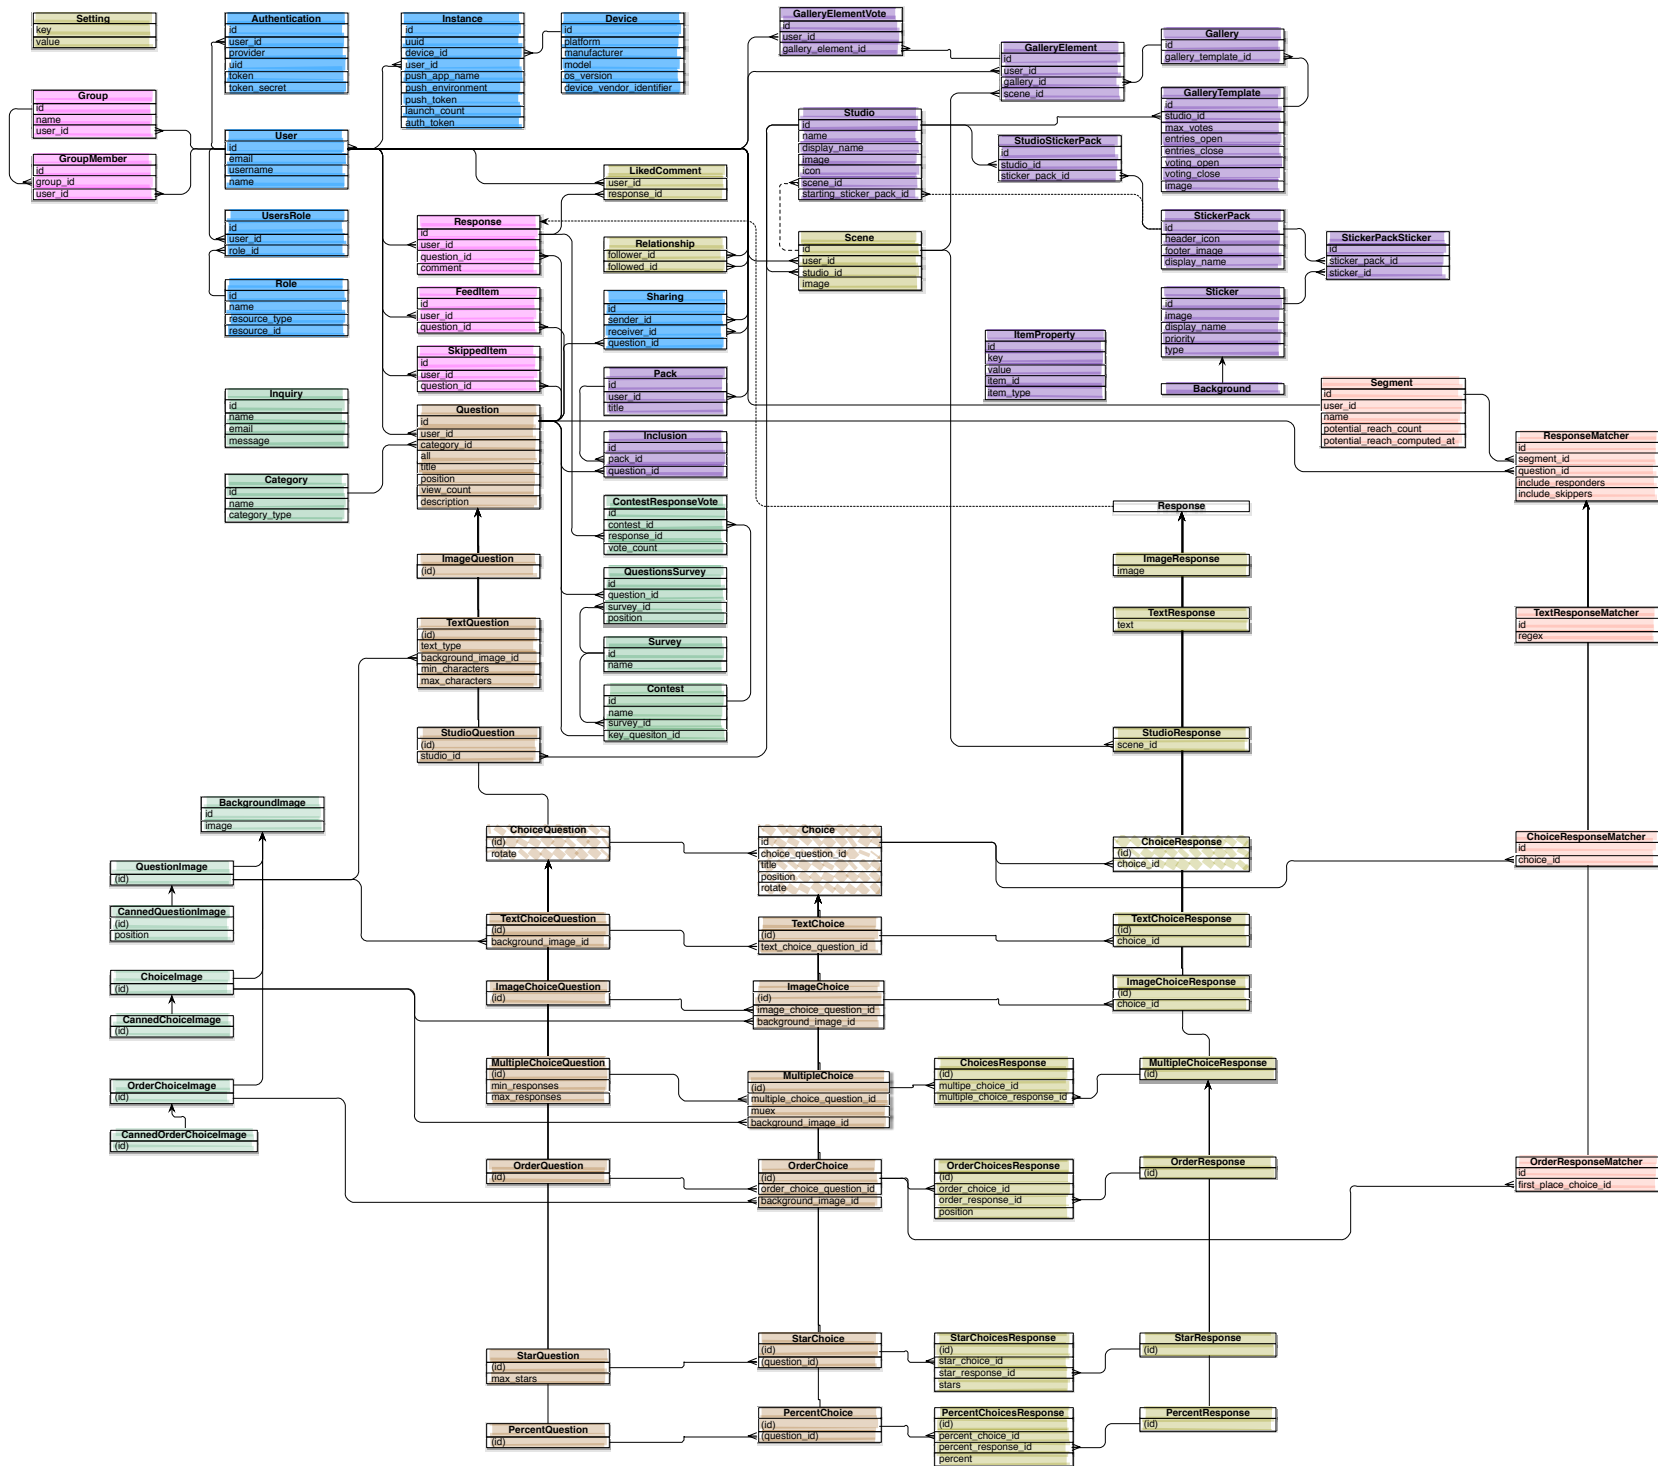 Setting
key
value
Authentication
id
user_id
provider
uid
token
token_secret
Instance
id
uuid
device_id
user_id
push_app_name
push_environment
push_token
launch_count
auth_token
Device
id
platform
manufacturer
model
os_version
device_vendor_identifier
GalleryElementVote
id
user_id
gallery_element_id
GalleryElement
id
user_id
gallery_id
scene_id
Gallery
id
gallery_template_id
Group
id
name
user_id
GroupMember
id
group_id
user_id
User
id
email
username
name
GalleryTemplate
id
studio_id
max_votes
entries_open
entries_close
voting_open
voting_close
image
Studio
id
name
display_name
image
icon
scene_id
starting_sticker_pack_id
StudioStickerPack
id
studio_id
sticker_pack_id
LikedComment
user_id
response_id
UsersRole
id
user_id
role_id
Response
id
user_id
question_id
comment
Relationship
follower_id
followed_id
Scene
id
user_id
studio_id
image
StickerPack
id
header_icon
footer_image
display_name
StickerPackSticker
id
sticker_pack_id
sticker_id
Role
id
name
resource_type
resource_id
FeedItem
id
user_id
question_id
Sharing
id
sender_id
receiver_id
question_id
Sticker
id
image
display_name
priority
type
ItemProperty
id
key
value
item_id
item_type
SkippedItem
id
user_id
question_id
Pack
id
user_id
title
Background
Segment
id
user_id
name
potential_reach_count
potential_reach_computed_at
Inquiry
id
name
email
message
Question
id
user_id
category_id
all
title
position
view_count
description
Inclusion
id
pack_id
question_id
ResponseMatcher
id
segment_id
question_id
include_responders
include_skippers
Category
id
name
category_type
ContestResponseVote
id
contest_id
response_id
vote_count
Response
ImageQuestion
(id)
ImageResponse
image
QuestionsSurvey
id
question_id
survey_id
position
TextResponse
text
TextResponseMatcher
id
regex
TextQuestion
(id)
text_type
background_image_id
min_characters
max_characters
Survey
id
name
Contest
id
name
survey_id
key_quesiton_id
StudioQuestion
(id)
studio_id
StudioResponse
scene_id
BackgroundImage
id
image
ChoiceQuestion
(id)
rotate
Choice
id
choice_question_id
title
position
rotate
ChoiceResponse
(id)
choice_id
ChoiceResponseMatcher
id
choice_id
QuestionImage
(id)
CannedQuestionImage
(id)
position
TextChoiceQuestion
(id)
background_image_id
TextChoice
(id)
text_choice_question_id
TextChoiceResponse
(id)
choice_id
ChoiceImage
(id)
ImageChoiceQuestion
(id)
ImageChoice
(id)
image_choice_question_id
background_image_id
ImageChoiceResponse
(id)
choice_id
CannedChoiceImage
(id)
MultipleChoiceQuestion
(id)
min_responses
max_responses
MultipleChoice
(id)
multiple_choice_question_id
muex
background_image_id
ChoicesResponse
(id)
multipe_choice_id
multiple_choice_response_id
MultipleChoiceResponse
(id)
OrderChoiceImage
(id)
CannedOrderChoiceImage
(id)
OrderQuestion
(id)
OrderChoice
(id)
order_choice_question_id
background_image_id
OrderChoicesResponse
(id)
order_choice_id
order_response_id
position
OrderResponse
(id)
OrderResponseMatcher
id
first_place_choice_id
StarQuestion
(id)
max_stars
StarChoice
(id)
(question_id)
StarChoicesResponse
(id)
star_choice_id
star_response_id
stars
StarResponse
(id)
PercentQuestion
(id)
PercentChoice
(id)
(question_id)
PercentChoicesResponse
(id)
percent_choice_id
percent_response_id
percent
PercentResponse
(id)